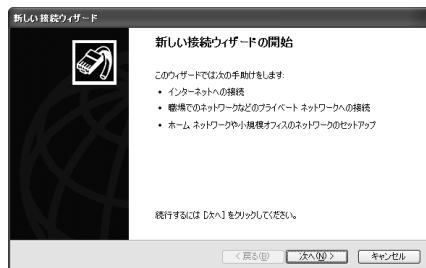 新しい接続ウィザード
新しい接続ウィザードの開始
このウィザードでは次の手助けをします:
• インターネットへの接続
• 職場でのネットワークなどのプライベート ネットワークへの接続
• ホーム ネットワークや小規模オフィスのネットワークのセットアップ
続行するには [次へ] をクリックしてください。
< 戻る(B)
次へ(N) >
キャンセル